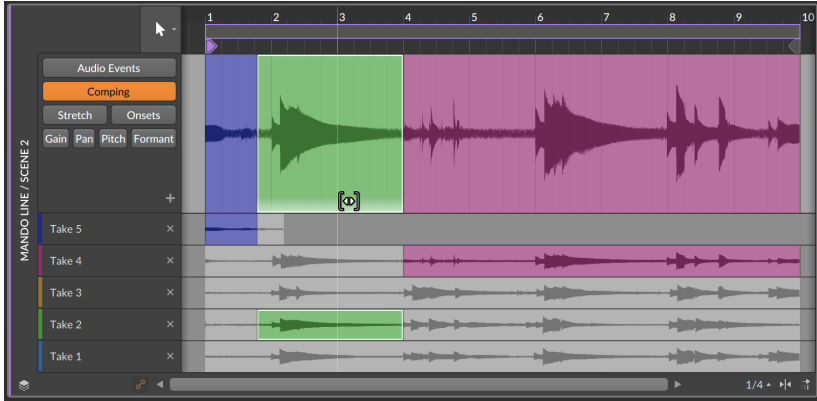 1 2 3 4 5 6 7 8 9 10
MANDO LINE / SCENE 2
Audio Events
Comping
Stretch Onsets
Gain Pan Pitch Formant
+
Take 5 ×
Take 4 ×
Take 3 ×
Take 2 ×
Take 1 ×
1/4